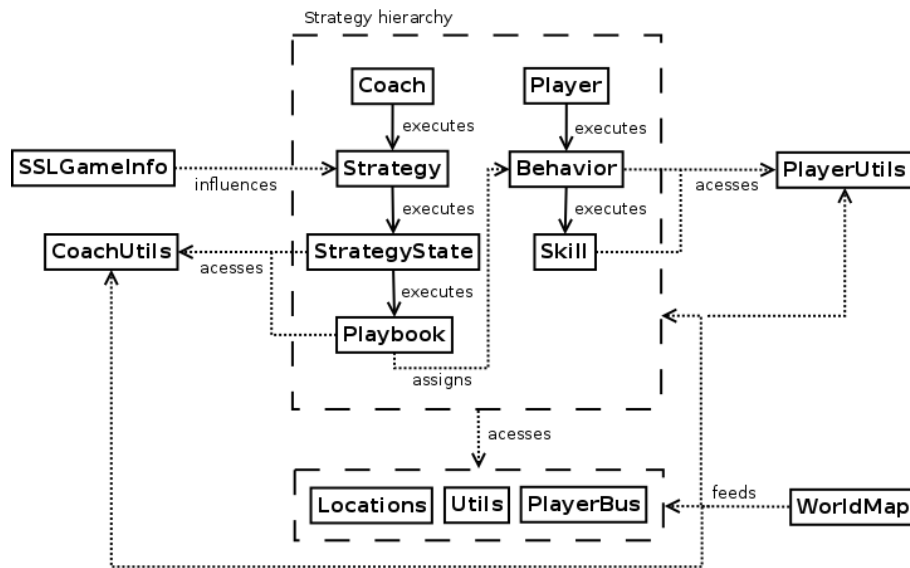 Strategy hierarchy
Coach
Player
executes
executes
SSLGameInfo
influences
Strategy
Behavior
acesses
PlayerUtils
executes
executes
CoachUtils
acesses
StrategyState
Skill
executes
Playbook
assigns
acesses
Locations
Utils
PlayerBus
feeds
WorldMap